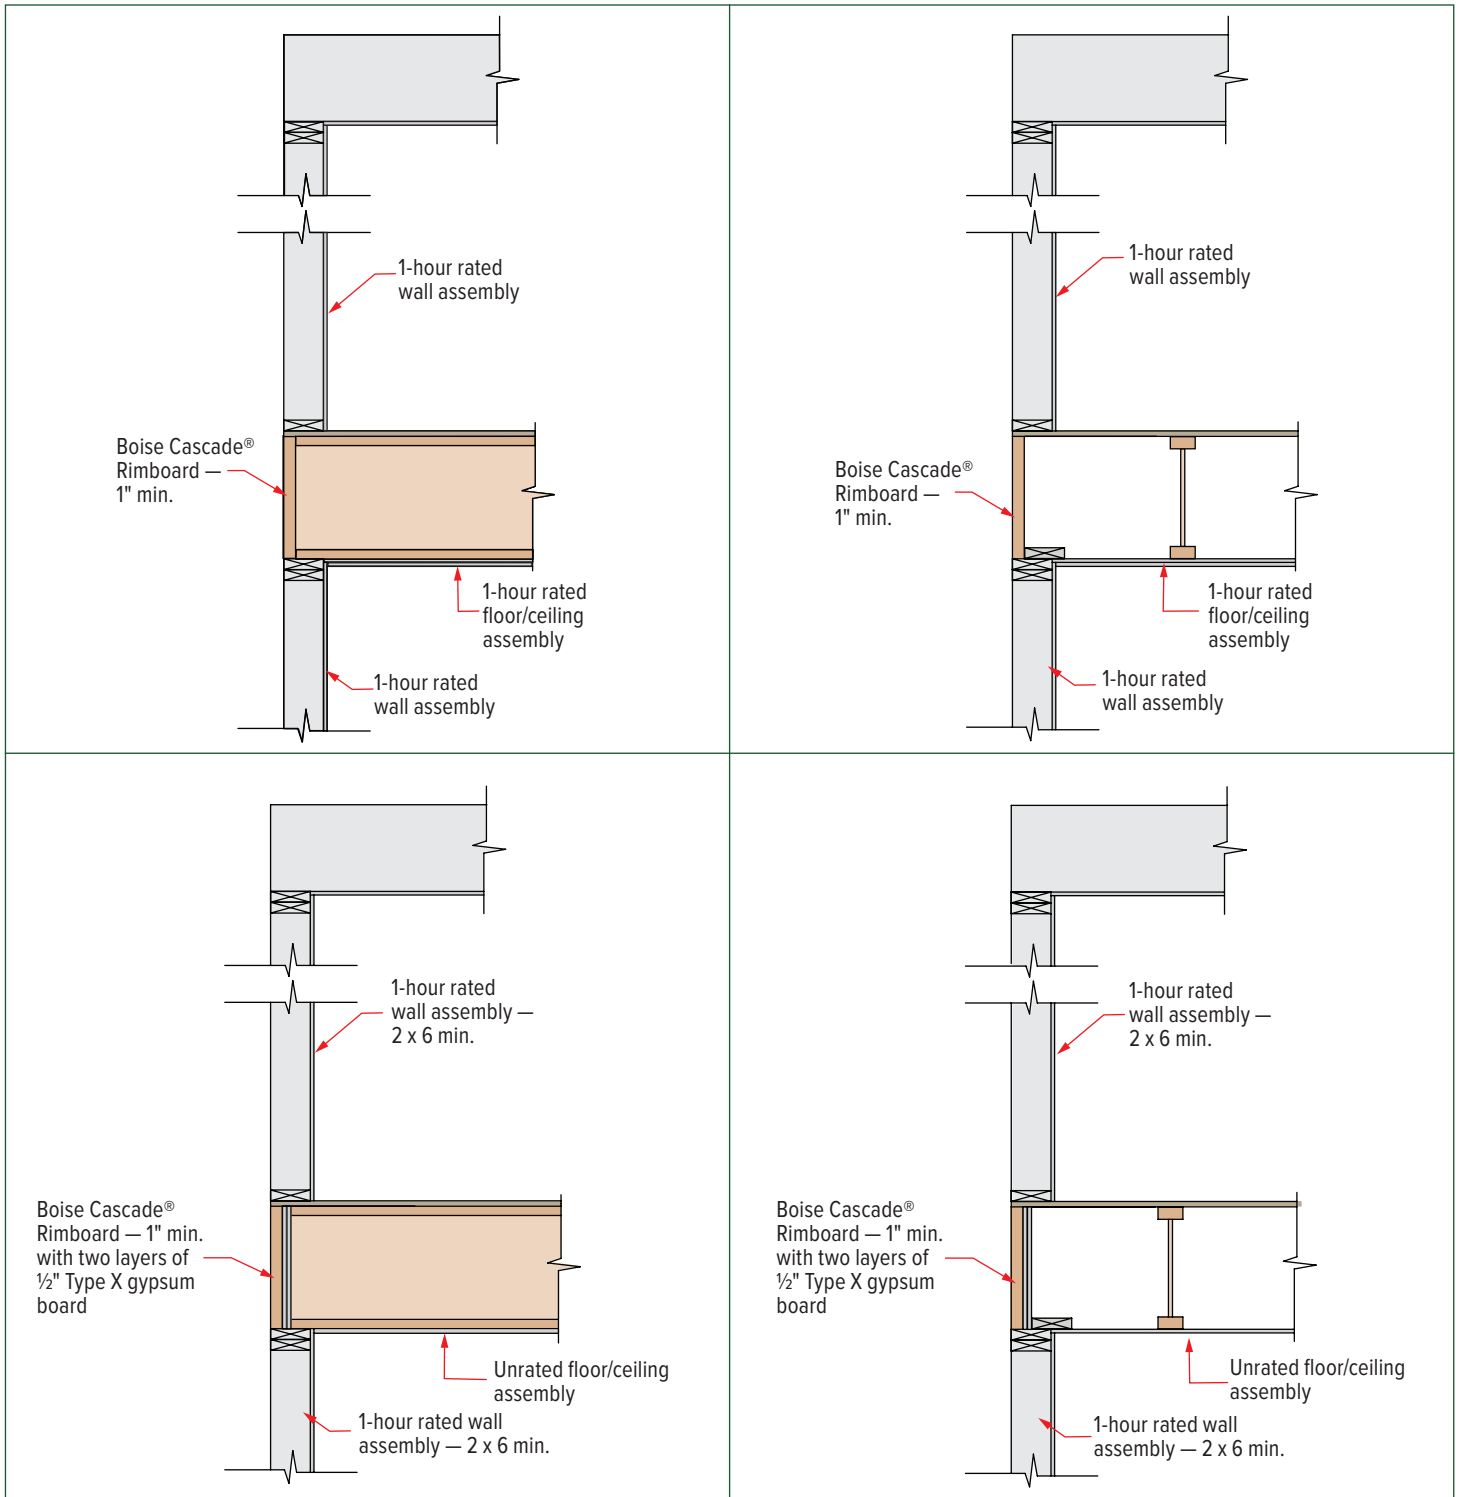 1-hour rated
wall assembly
Boise Cascade®
Rimboard —
1" min.
1-hour rated
floor/ceiling
assembly
1-hour rated
wall assembly
1-hour rated
wall assembly
Boise Cascade®
Rimboard —
1" min.
1-hour rated
floor/ceiling
assembly
1-hour rated
wall assembly
1-hour rated
wall assembly —
2 x 6 min.
Boise Cascade®
Rimboard — 1" min.
with two layers of
½" Type X gypsum
board
Unrated floor/ceiling
assembly
1-hour rated wall
assembly — 2 x 6 min.
1-hour rated
wall assembly —
2 x 6 min.
Boise Cascade®
Rimboard — 1" min.
with two layers of
½" Type X gypsum
board
Unrated floor/ceiling
assembly
1-hour rated wall
assembly — 2 x 6 min.